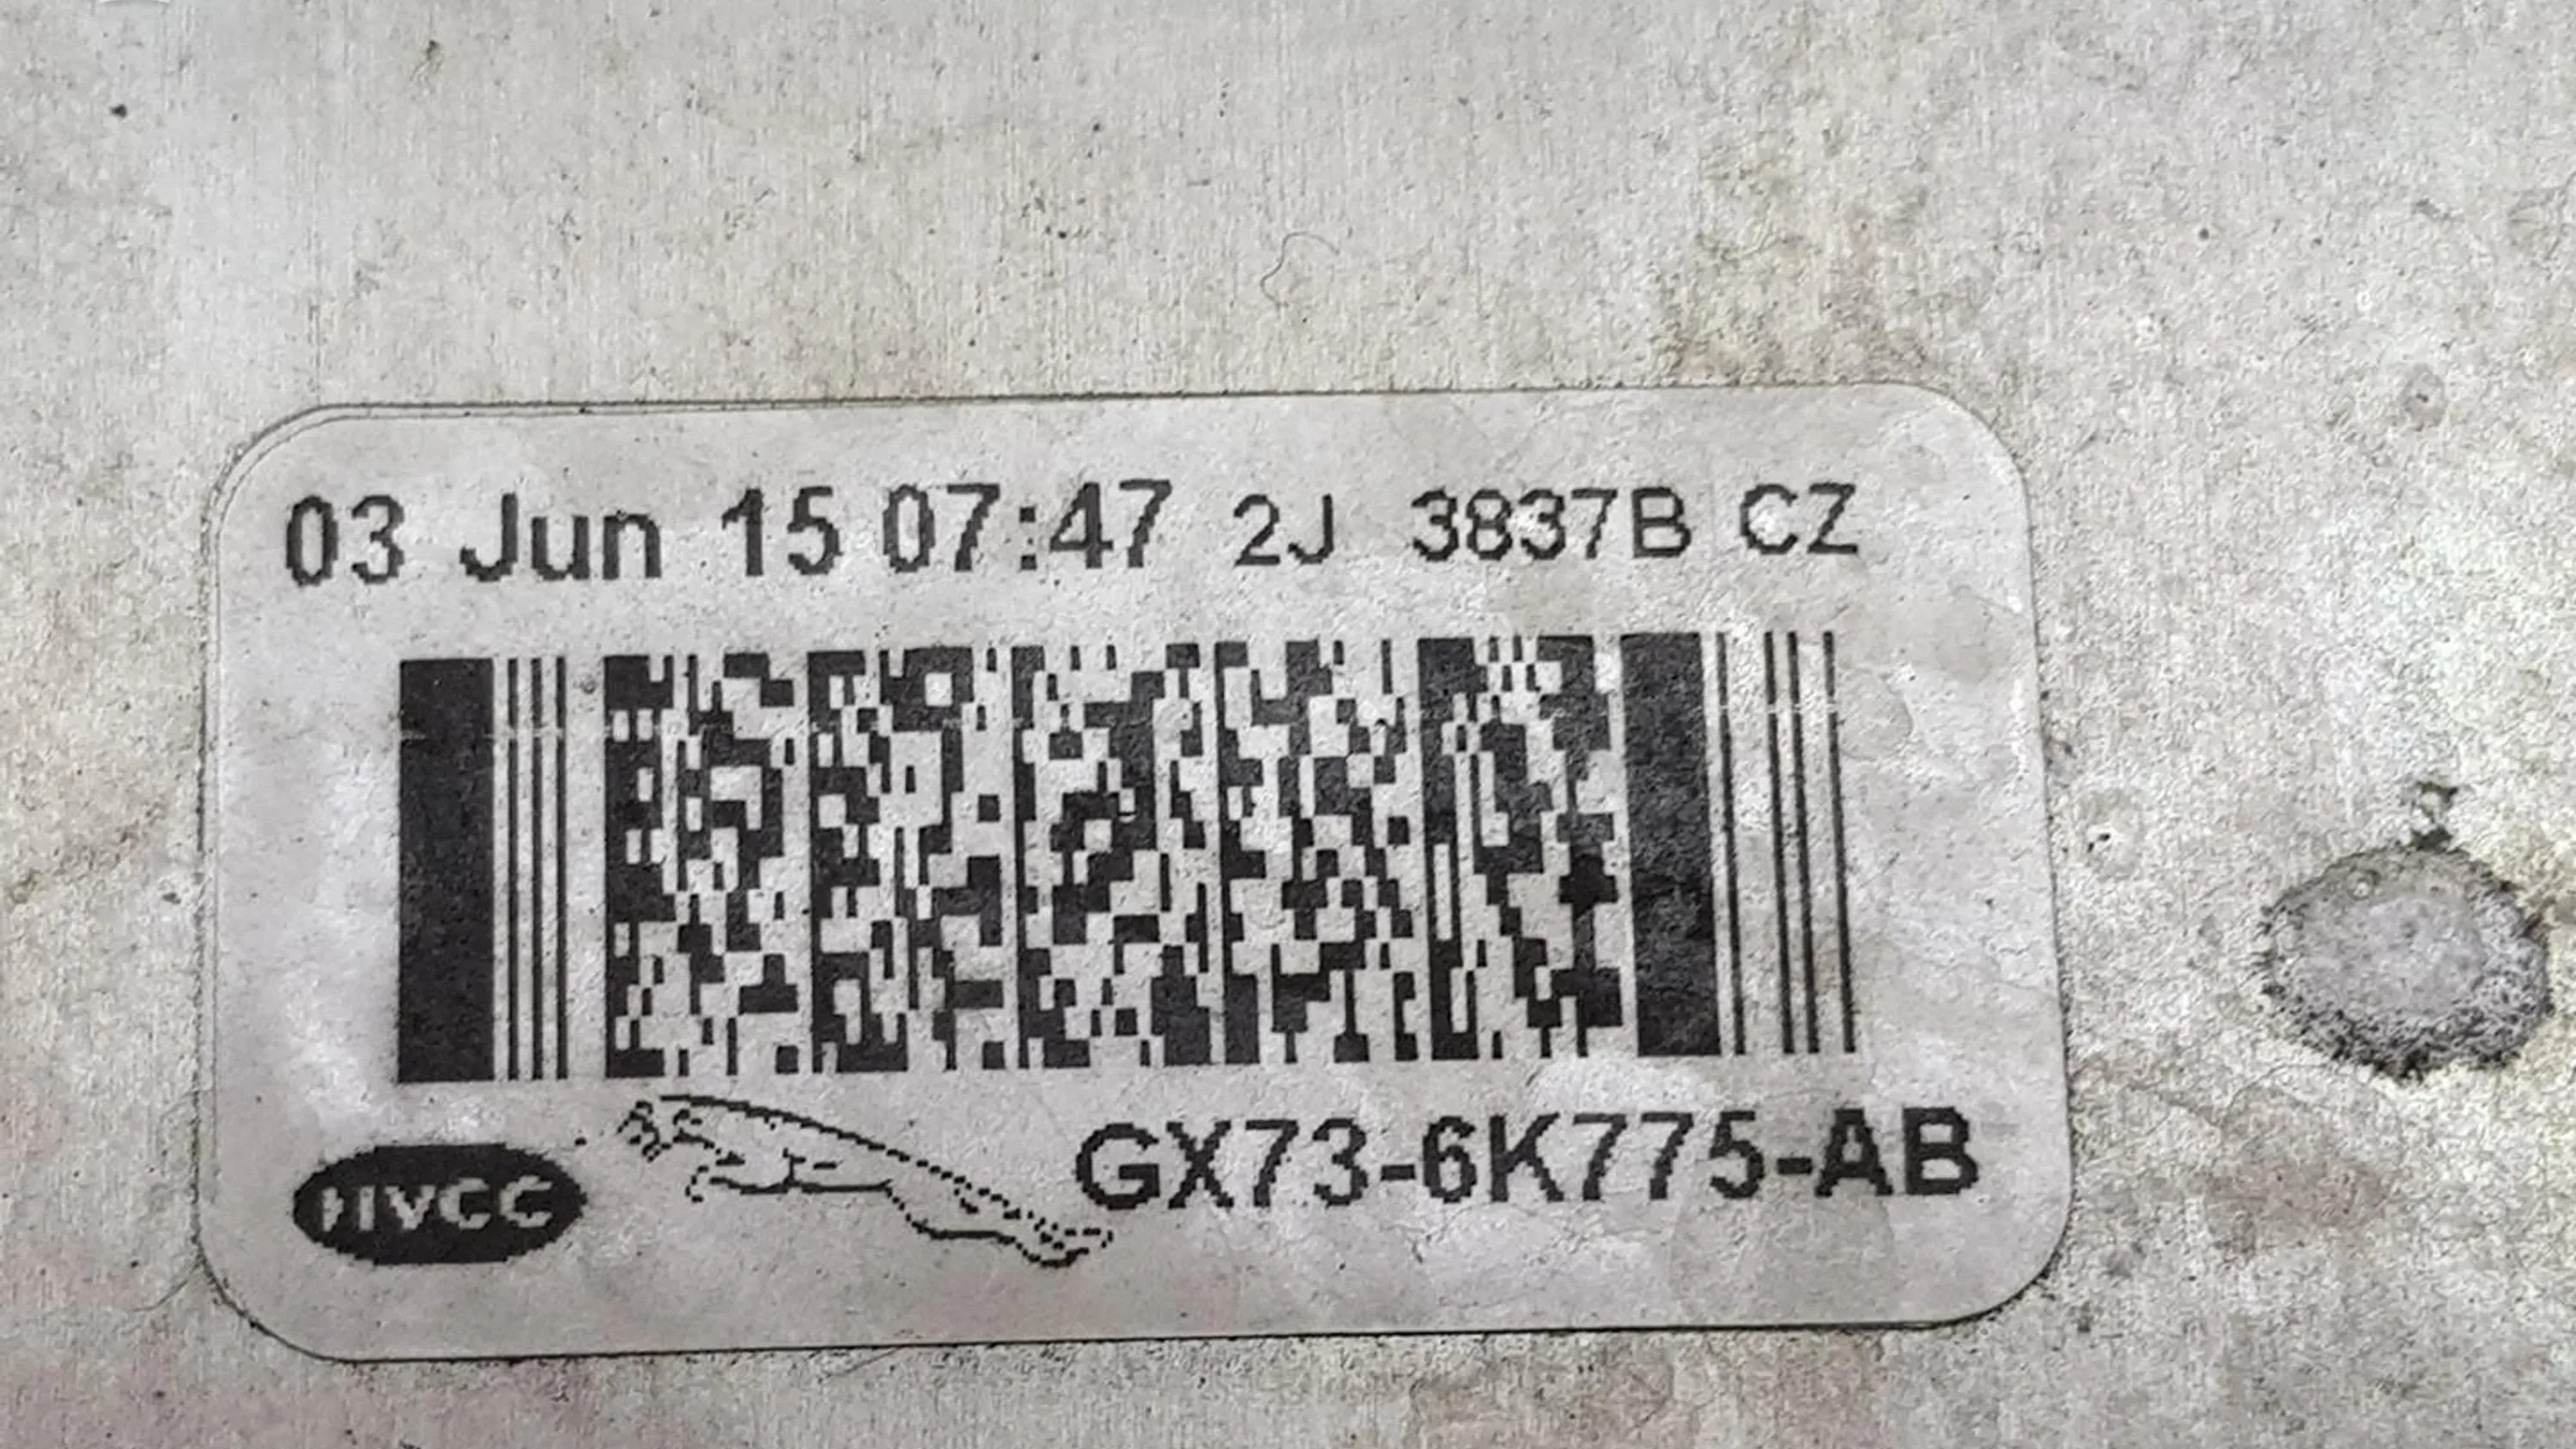 03 Jun 15 07:47 2J 3837B CZ
HVCC
GX73-6K775-AB